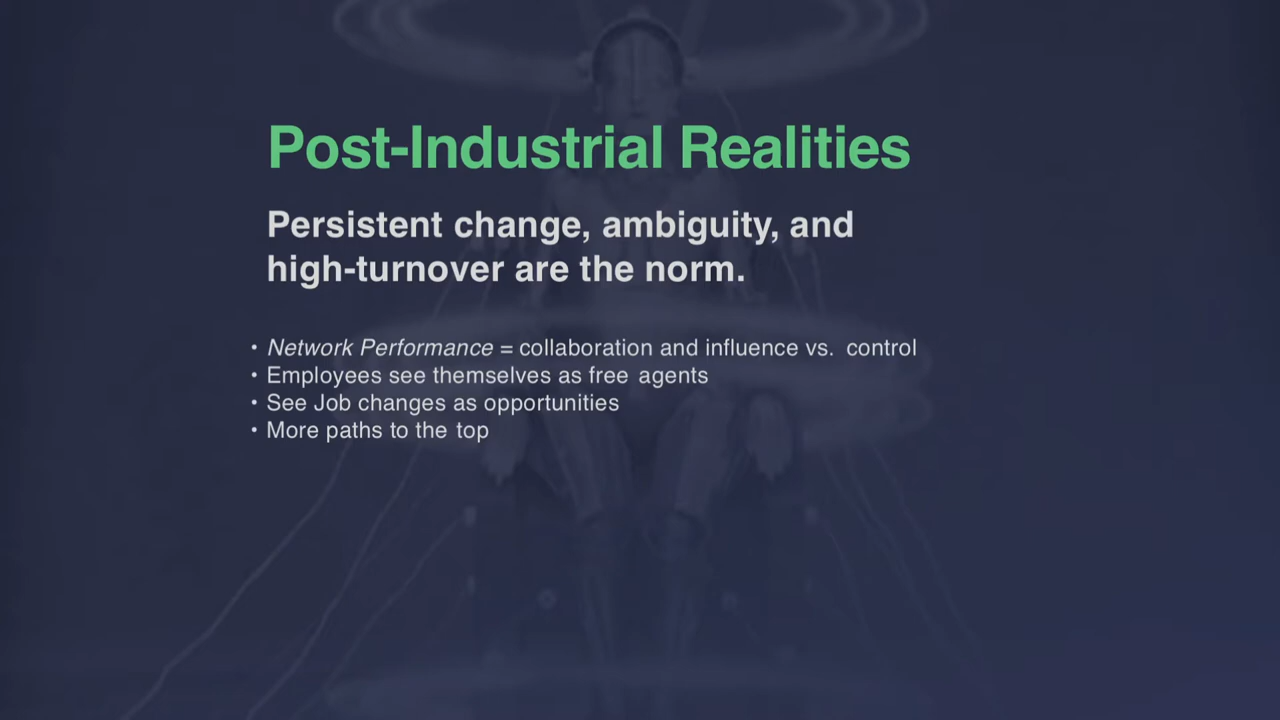 Post-Industrial Realities
Persistent change, ambiguity, and
high-turnover are the norm.
• Network Performance = collaboration and influence vs. control
• Employees see themselves as free agents
• See Job changes as opportunities
• More paths to the top